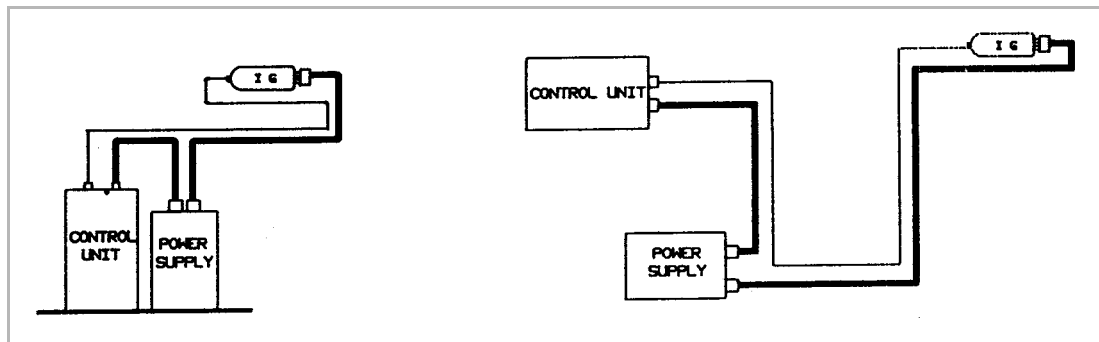 I G
CONTROL
UNIT
POWER
SUPPLY
I G
CONTROL UNIT
POWER
SUPPLY